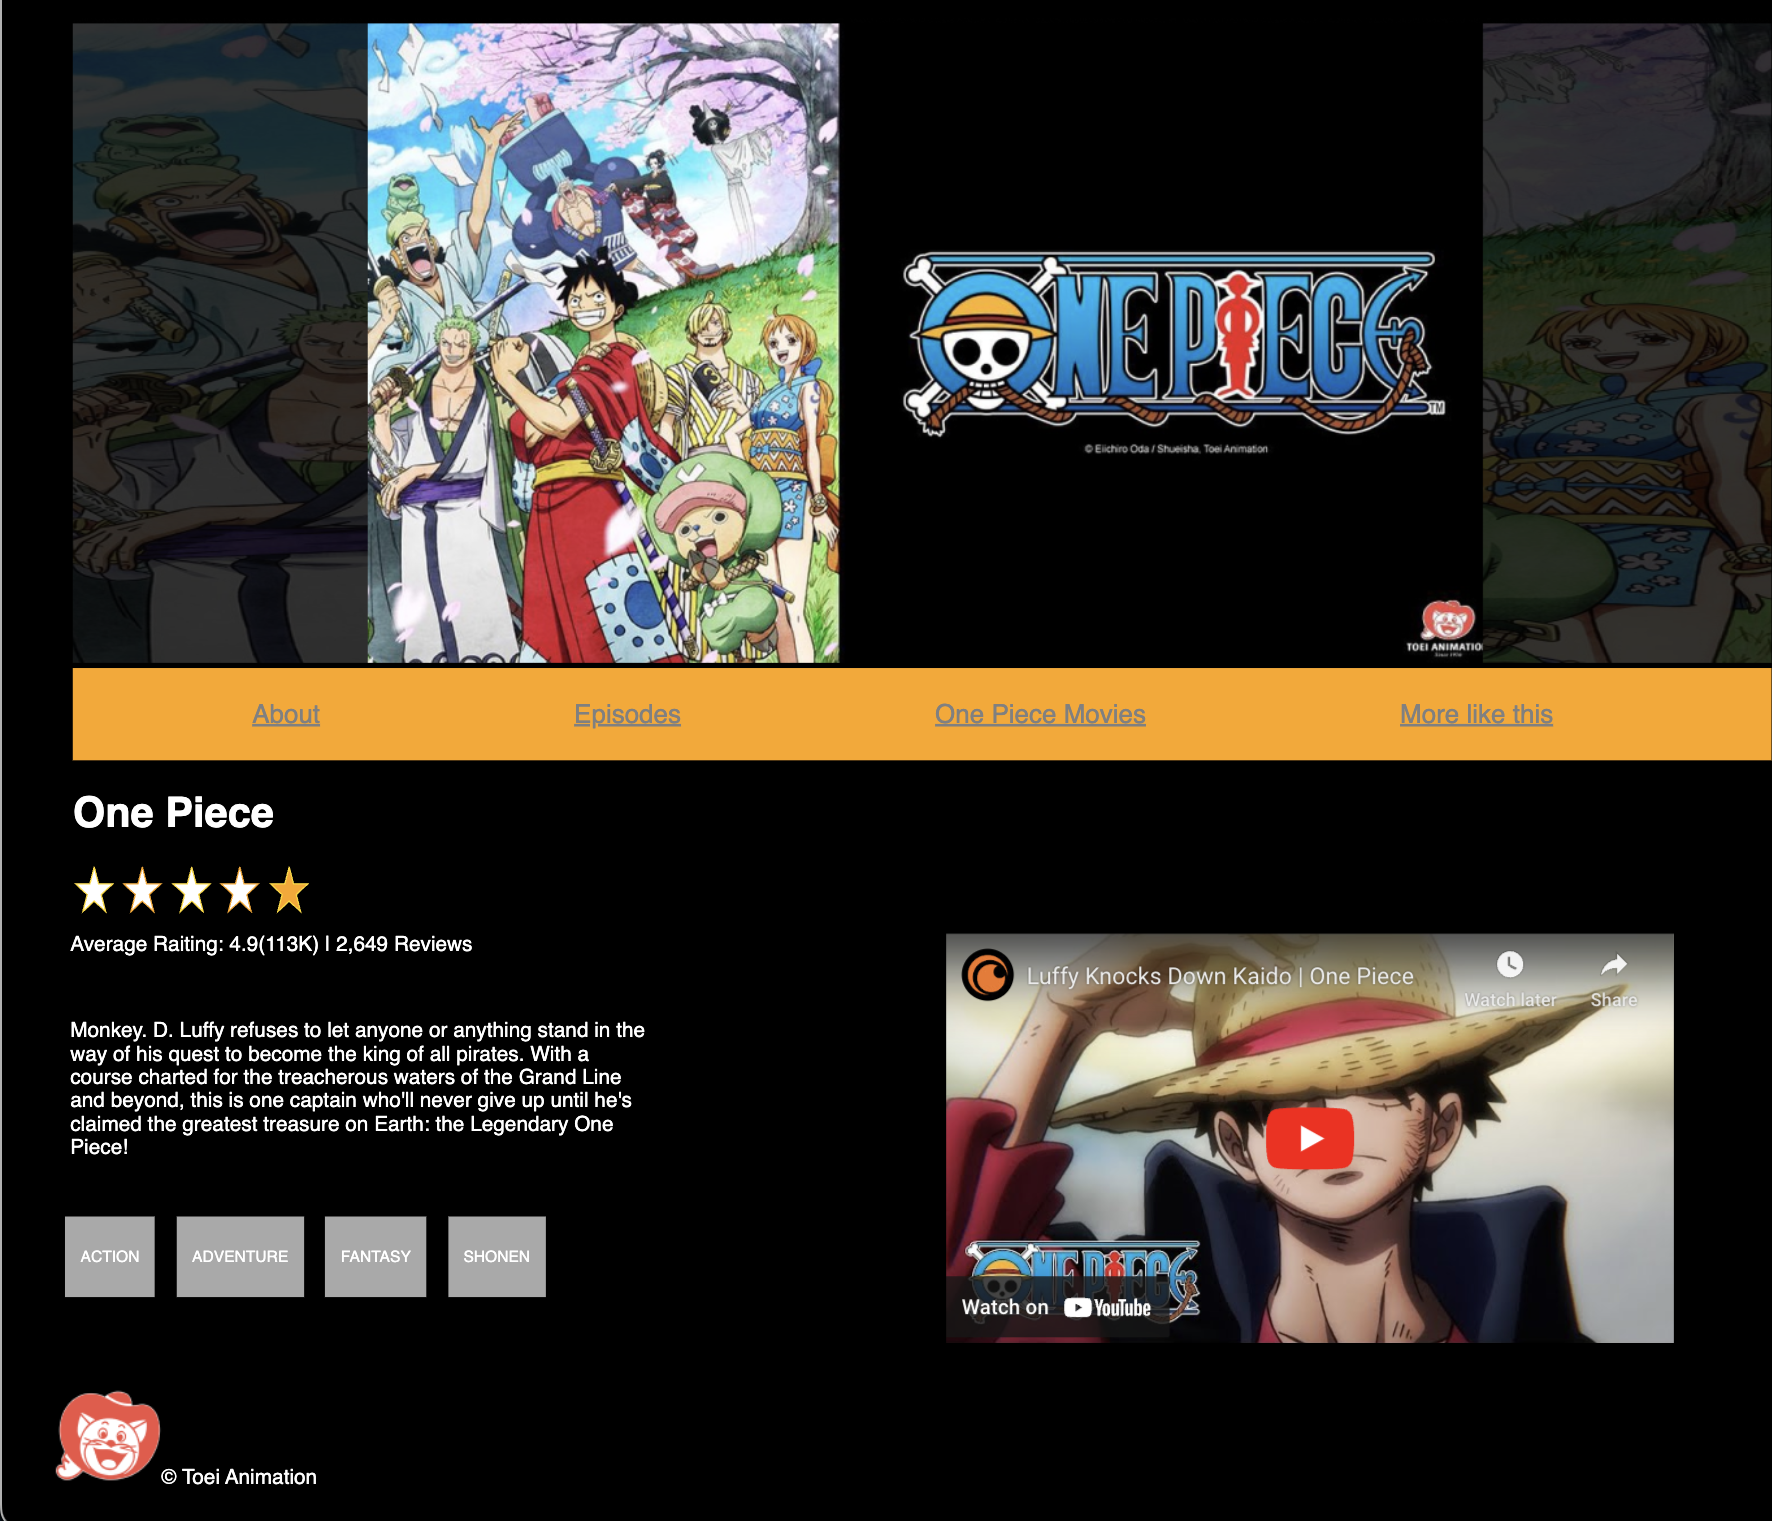 ONE PIECE
TM
© Eiichiro Oda / Shueisha, Toei Animation
TOEI ANIMATIO
Since 1956
About
Episodes
One Piece Movies
More like this
One Piece
Average Raiting: 4.9(113K) I 2,649 Reviews
Luffy Knocks Down Kaido | One Piece
Watch later
Share
Monkey. D. Luffy refuses to let anyone or anything stand in the
way of his quest to become the king of all pirates. With a
course charted for the treacherous waters of the Grand Line
and beyond, this is one captain who'll never give up until he's
claimed the greatest treasure on Earth: the Legendary One
Piece!
ACTION
ADVENTURE
FANTASY
SHONEN
ONE PIECE
Watch on YouTube
© Toei Animation